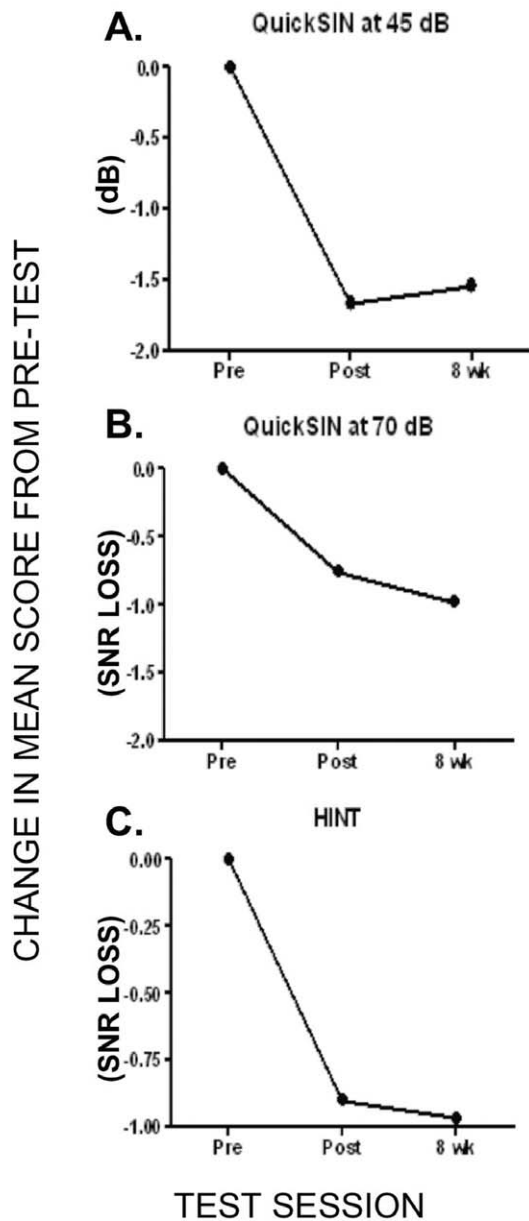 CHANGE IN MEAN SCORE FROM PRE-TEST
A.
QuickSIN at 45 dB
(dB)
0.0
-0.5
-1.0
-1.5
-2.0
Pre Post 8 wk
B.
QuickSIN at 70 dB
(SNR LOSS)
0.0
-0.5
-1.0
-1.5
-2.0
Pre Post 8 wk
C.
HINT
(SNR LOSS)
0.00
-0.25
-0.50
-0.75
-1.00
Pre Post 8 wk
TEST SESSION